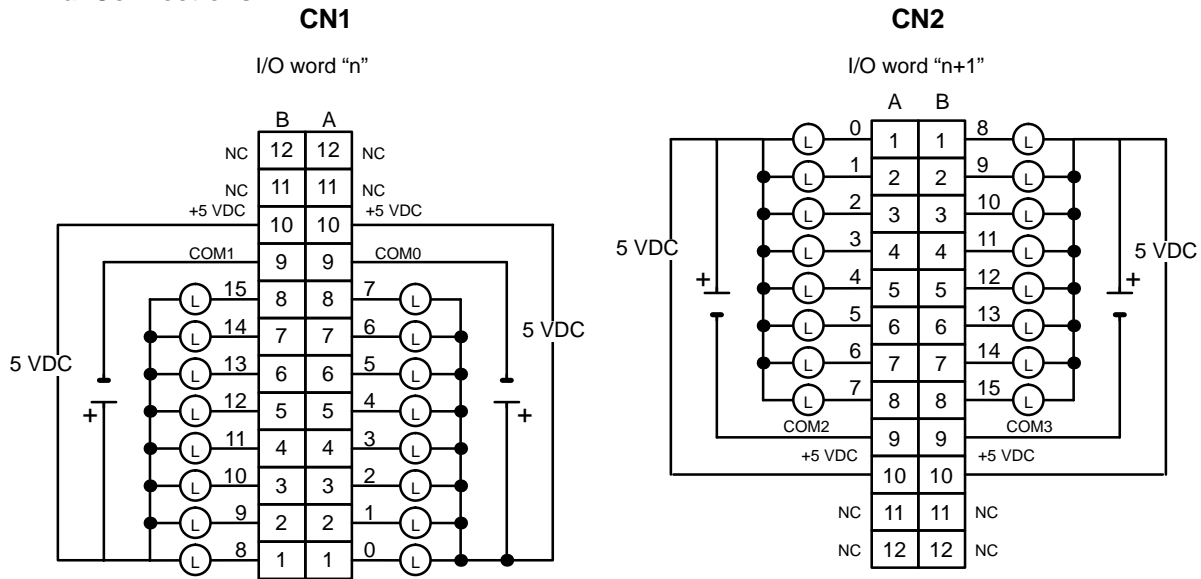 CN1
I/O word “n”
B A
NC 12 12 NC
NC 11 11 NC
+5 VDC 10 10 +5 VDC
COM1 9 9 COM0
L 15 8 8 7 L
L 14 7 7 6 L
5 VDC
5 VDC
L 13 6 6 5 L
L 12 5 5 4 L
+ +
L 11 4 4 3 L
L 10 3 3 2 L
L 9 2 2 1 L
L 8 1 1 0 L
CN2
I/O word “n+1”
A B
L 0 1 1 8 L
L 1 2 2 9 L
L 2 3 3 10 L
5 VDC L 3 4 4 11 L 5 VDC
+ L 4 5 5 12 L +
L 5 6 6 13 L
L 6 7 7 14 L
L 7 8 8 15 L
COM2 9 9 COM3
+5 VDC 10 10 +5 VDC
NC 11 11 NC
NC 12 12 NC